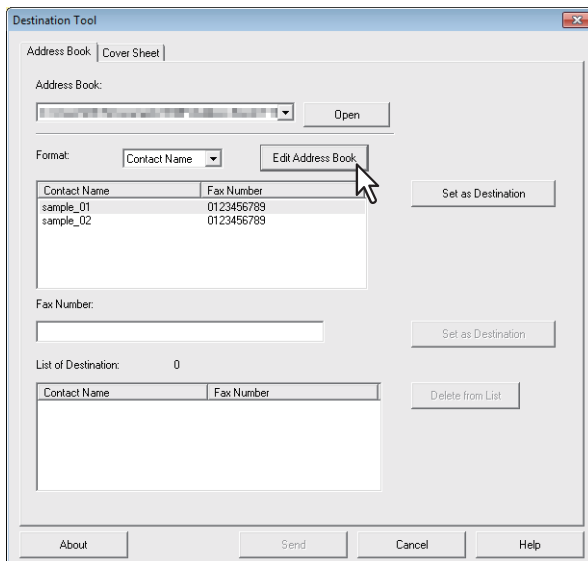 Destination Tool
Address Book Cover Sheet
Address Book:
Open
Format: Contact Name Edit Address Book
Contact Name Fax Number
sample_01 0123456789
sample_02 0123456789
Set as Destination
Fax Number:
Set as Destination
List of Destination: 0
Contact Name Fax Number
Delete from List
About Send Cancel Help